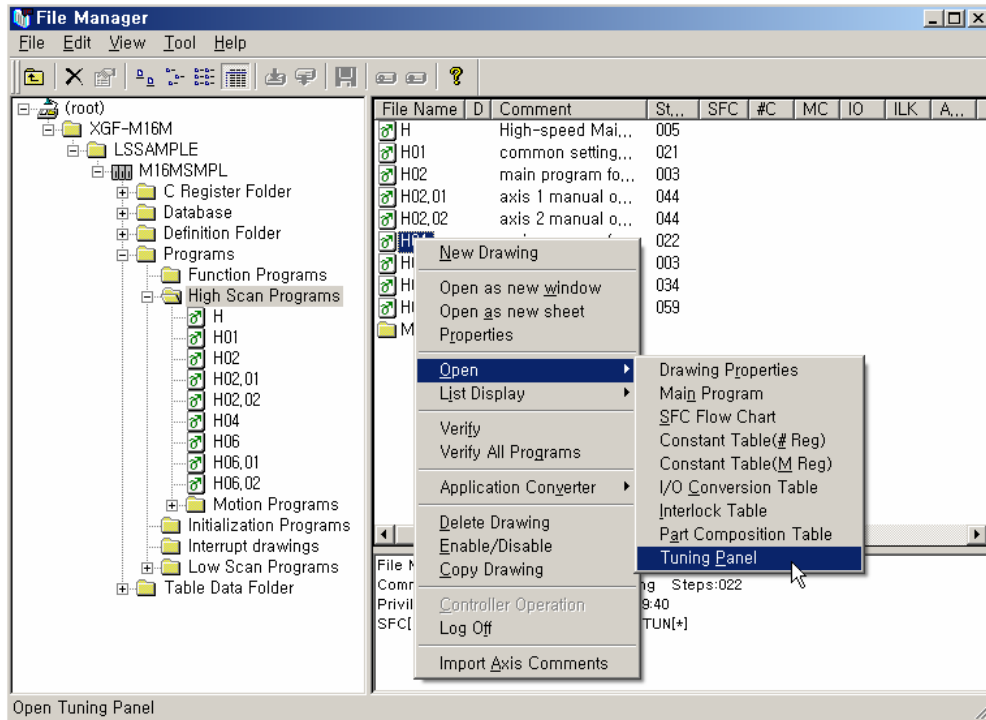 File Manager
File Edit View Tool Help
(root)
XGF-M16M
LSSAMPLE
M16MSMPL
C Register Folder
Database
Definition Folder
Programs
Function Programs
High Scan Programs
H
H01
H02
H02,01
H02,02
H04
H06
H06,01
H06,02
Motion Programs
Initialization Programs
Interrupt drawings
Low Scan Programs
Table Data Folder
File Name D Comment St... SFC #C MC IO ILK A...
H High-speed Mai... 005
H01 common setting... 021
H02 main program fo... 003
H02,01 axis 1 manual o... 044
H02,02 axis 2 manual o... 044
022
003
034
059
M
New Drawing
Open as new window
Open as new sheet
Properties
Open
List Display
Verify
Verify All Programs
Application Converter
Delete Drawing
Enable/Disable
Copy Drawing
Controller Operation
Log Off
Import Axis Comments
Drawing Properties
Main Program
SFC Flow Chart
Constant Table(# Reg)
Constant Table(M Reg)
I/O Conversion Table
Interlock Table
Part Composition Table
Tuning Panel
File
Steps:022
9:40
SFC[ TUN[*]
Open Tuning Panel